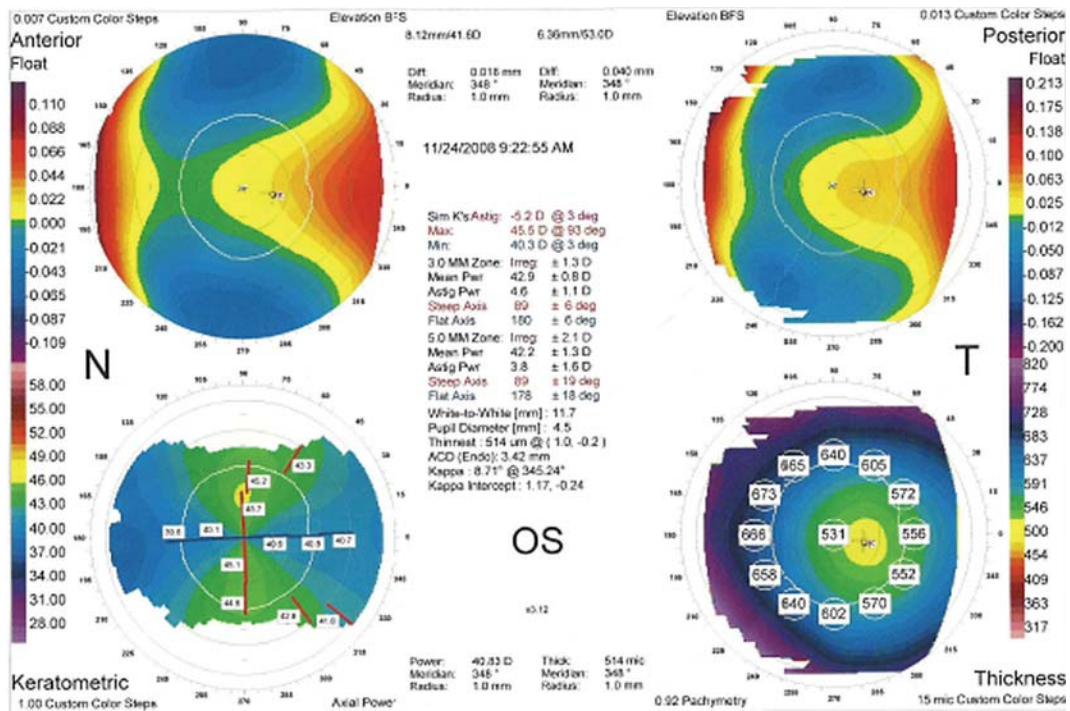 0.007 Custom Color Steps
Elevation BFS
Elevation BFS
0.013 Custom Color Steps
Anterior
Float
8.12mm/41.6D
6.36mm/53.0D
Posterior
Float
Diff: 0.016 mm Diff: 0.040 mm
Meridian: 348 ° Meridian: 348 °
Radius: 1.0 mm Radius: 1.0 mm
11/24/2008 9:22:55 AM
0.110
0.088
0.066
0.044
0.022
0.000
-0.021
-0.043
-0.065
-0.087
-0.109
0.213
0.175
0.138
0.100
0.063
0.025
-0.012
-0.050
-0.087
-0.125
-0.162
-0.200
Sim K's: Astig: -5.2 D @ 3 deg
Max: 45.5 D @ 93 deg
Min: 40.3 D @ 3 deg
3.0 MM Zone: Irreg: ± 1.3 D
Mean Pwr 42.9 ± 0.8 D
Astig Pwr 4.6 ± 1.1 D
Steep Axis 89 ± 6 deg
Flat Axis 180 ± 6 deg
5.0 MM Zone: Irreg: ± 2.1 D
Mean Pwr 42.2 ± 1.3 D
Astig Pwr 3.8 ± 1.6 D
Steep Axis 89 ± 19 deg
Flat Axis 178 ± 18 deg
White-to-White [mm] : 11.7
Pupil Diameter [mm] : 4.5
Thinnest : 514 um @ ( 1.0, -0.2 )
ACD (Endo): 3.42 mm
Kappa : 8.71° @ 345.24°
Kappa Intercept : 1.17, -0.24
N
T
OS
58.00
55.00
52.00
49.00
46.00
43.00
40.00
37.00
34.00
31.00
28.00
820
774
728
683
637
591
546
500
454
409
363
317
43.3
45.2
40.1
40.7
45.1
640
665
605
673
572
666
531
556
658
552
640
570
602
Power: 40.83 D Thick: 514 mic
Meridian: 348 ° Meridian: 348 °
Radius: 1.0 mm Radius: 1.0 mm
Keratometric
1.00 Custom Color Steps
Axial Power
0.92 Pachymetry
Thickness
15 mic Custom Color Steps